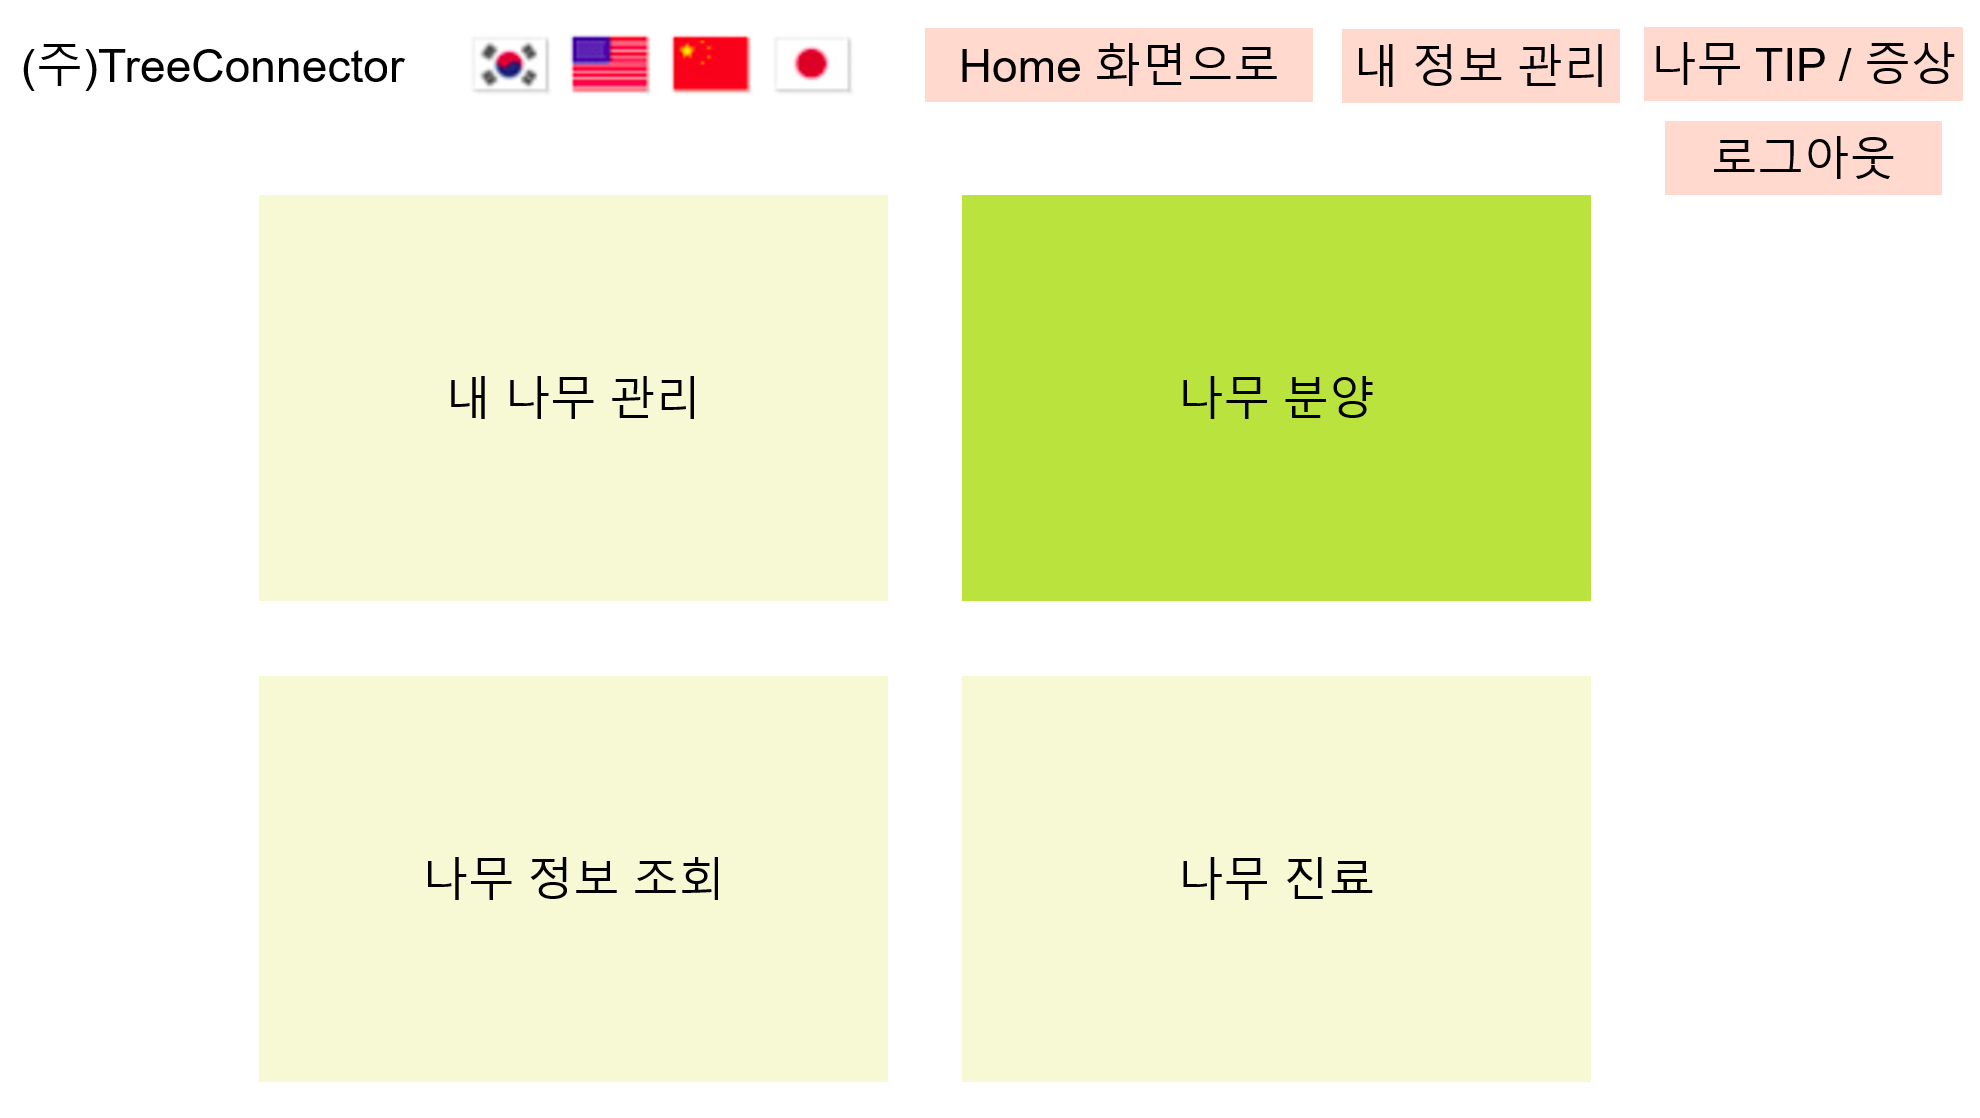 (주)TreeConnector
Home 화면으로
내 정보 관리
나무 TIP / 증상
로그아웃
내 나무 관리
나무 분양
나무 정보 조회
나무 진료